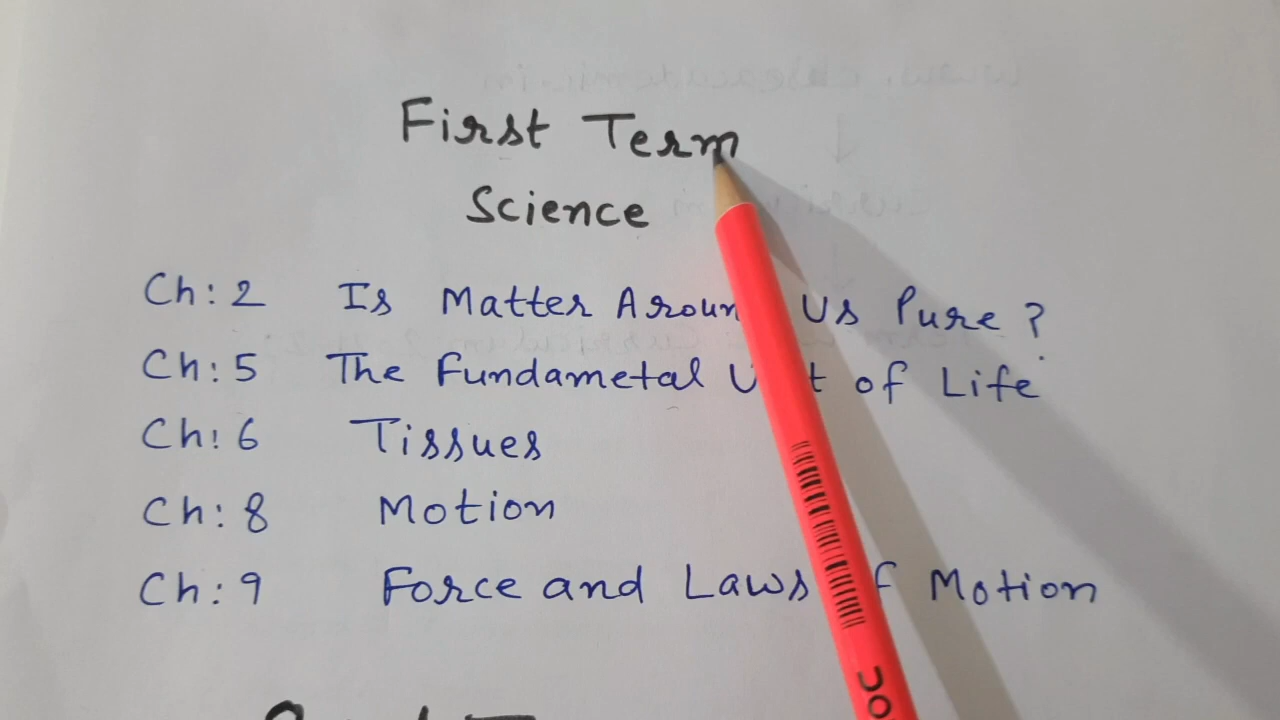 First Term
Science
Ch: 2 Is Matter Aroun Us Pure ?
Ch: 5 The Fundametal U t of Life
Ch: 6 Tissues
Ch: 8 Motion
Ch: 9 Force and Laws f Motion